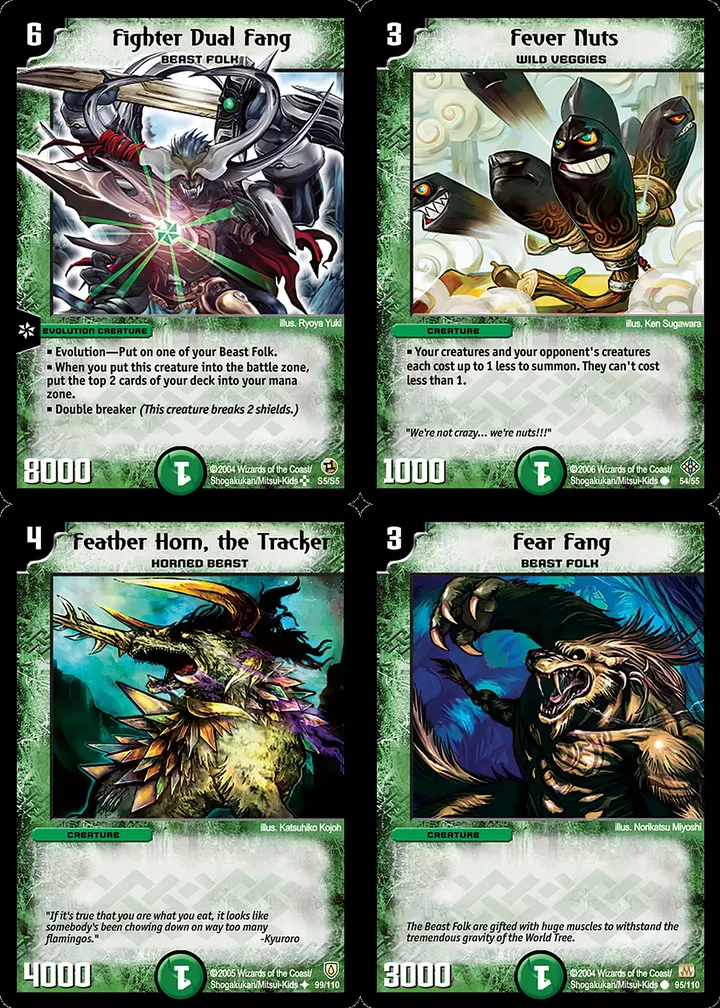 6
Fighter Dual Fang
BEAST FOLK
illus. Ryoya Yuki
EVOLUTION CREATURE
▪ Evolution—Put on one of your Beast Folk.
▪ When you put this creature into the battle zone,
put the top 2 cards of your deck into your mana
zone.
▪ Double breaker (This creature breaks 2 shields.)
8000
1
©2004 Wizards of the Coast/
Shogakukan/Mitsui-Kids
S5/S5
3
Fever Nuts
WILD VEGGIES
illus. Ken Sugawara
CREATURE
▪ Your creatures and your opponent's creatures
each cost up to 1 less to summon. They can't cost
less than 1.
"We're not crazy... we're nuts!!!"
1000
1
©2006 Wizards of the Coast/
Shogakukan/Mitsui-Kids
54/55
4
Feather Horn, the Tracker
HORNED BEAST
illus. Katsuhiko Kojoh
CREATURE
"If it's true that you are what you eat, it looks like
somebody's been chowing down on way too many
flamingos." -Kyuroro
4000
1
©2005 Wizards of the Coast/
Shogakukan/Mitsui-Kids
99/110
3
Fear Fang
BEAST FOLK
illus. Norikatsu Miyoshi
CREATURE
The Beast Folk are gifted with huge muscles to withstand the
tremendous gravity of the World Tree.
3000
1
©2004 Wizards of the Coast/
Shogakukan/Mitsui-Kids
95/110